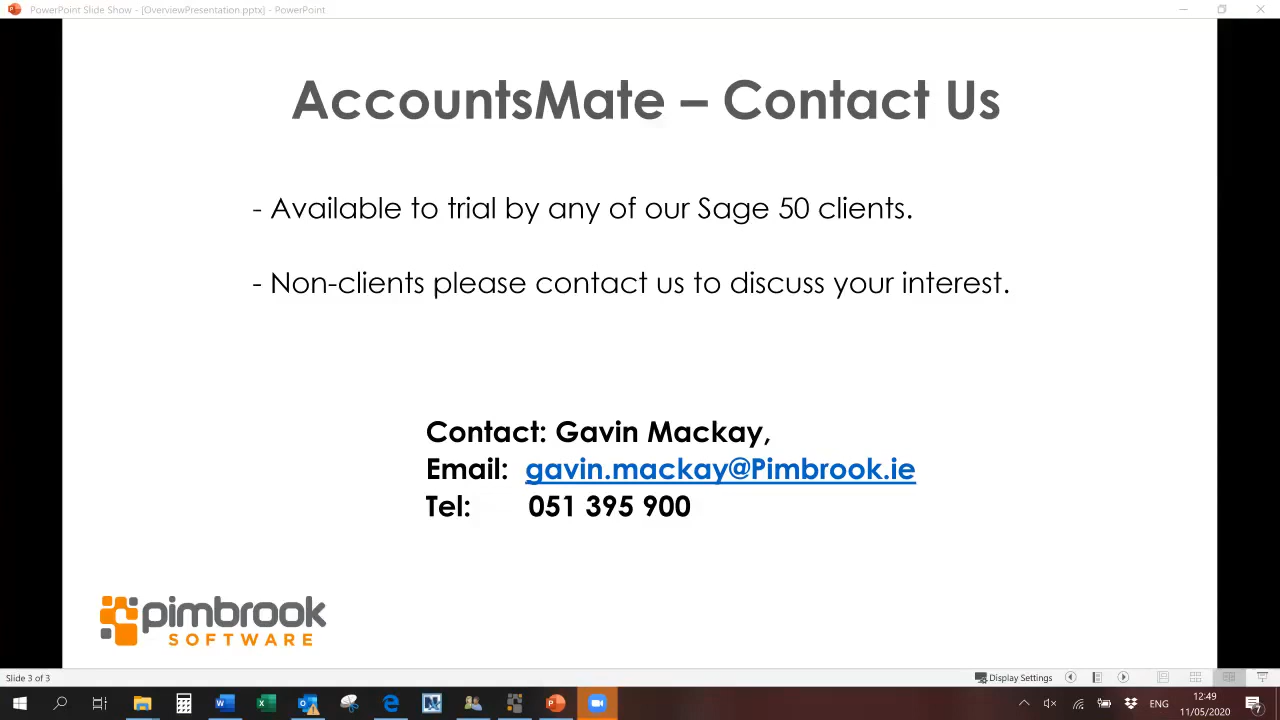 PowerPoint Slide Show - [OverviewPresentation.pptx] - PowerPoint
AccountsMate – Contact Us
- Available to trial by any of our Sage 50 clients.
- Non-clients please contact us to discuss your interest.
Contact: Gavin Mackay,
Email: gavin.mackay@Pimbrook.ie
Tel: 051 395 900
pimbrook
SOFTWARE
Slide 3 of 3
Display Settings
ENG
12:49
11/05/2020
7